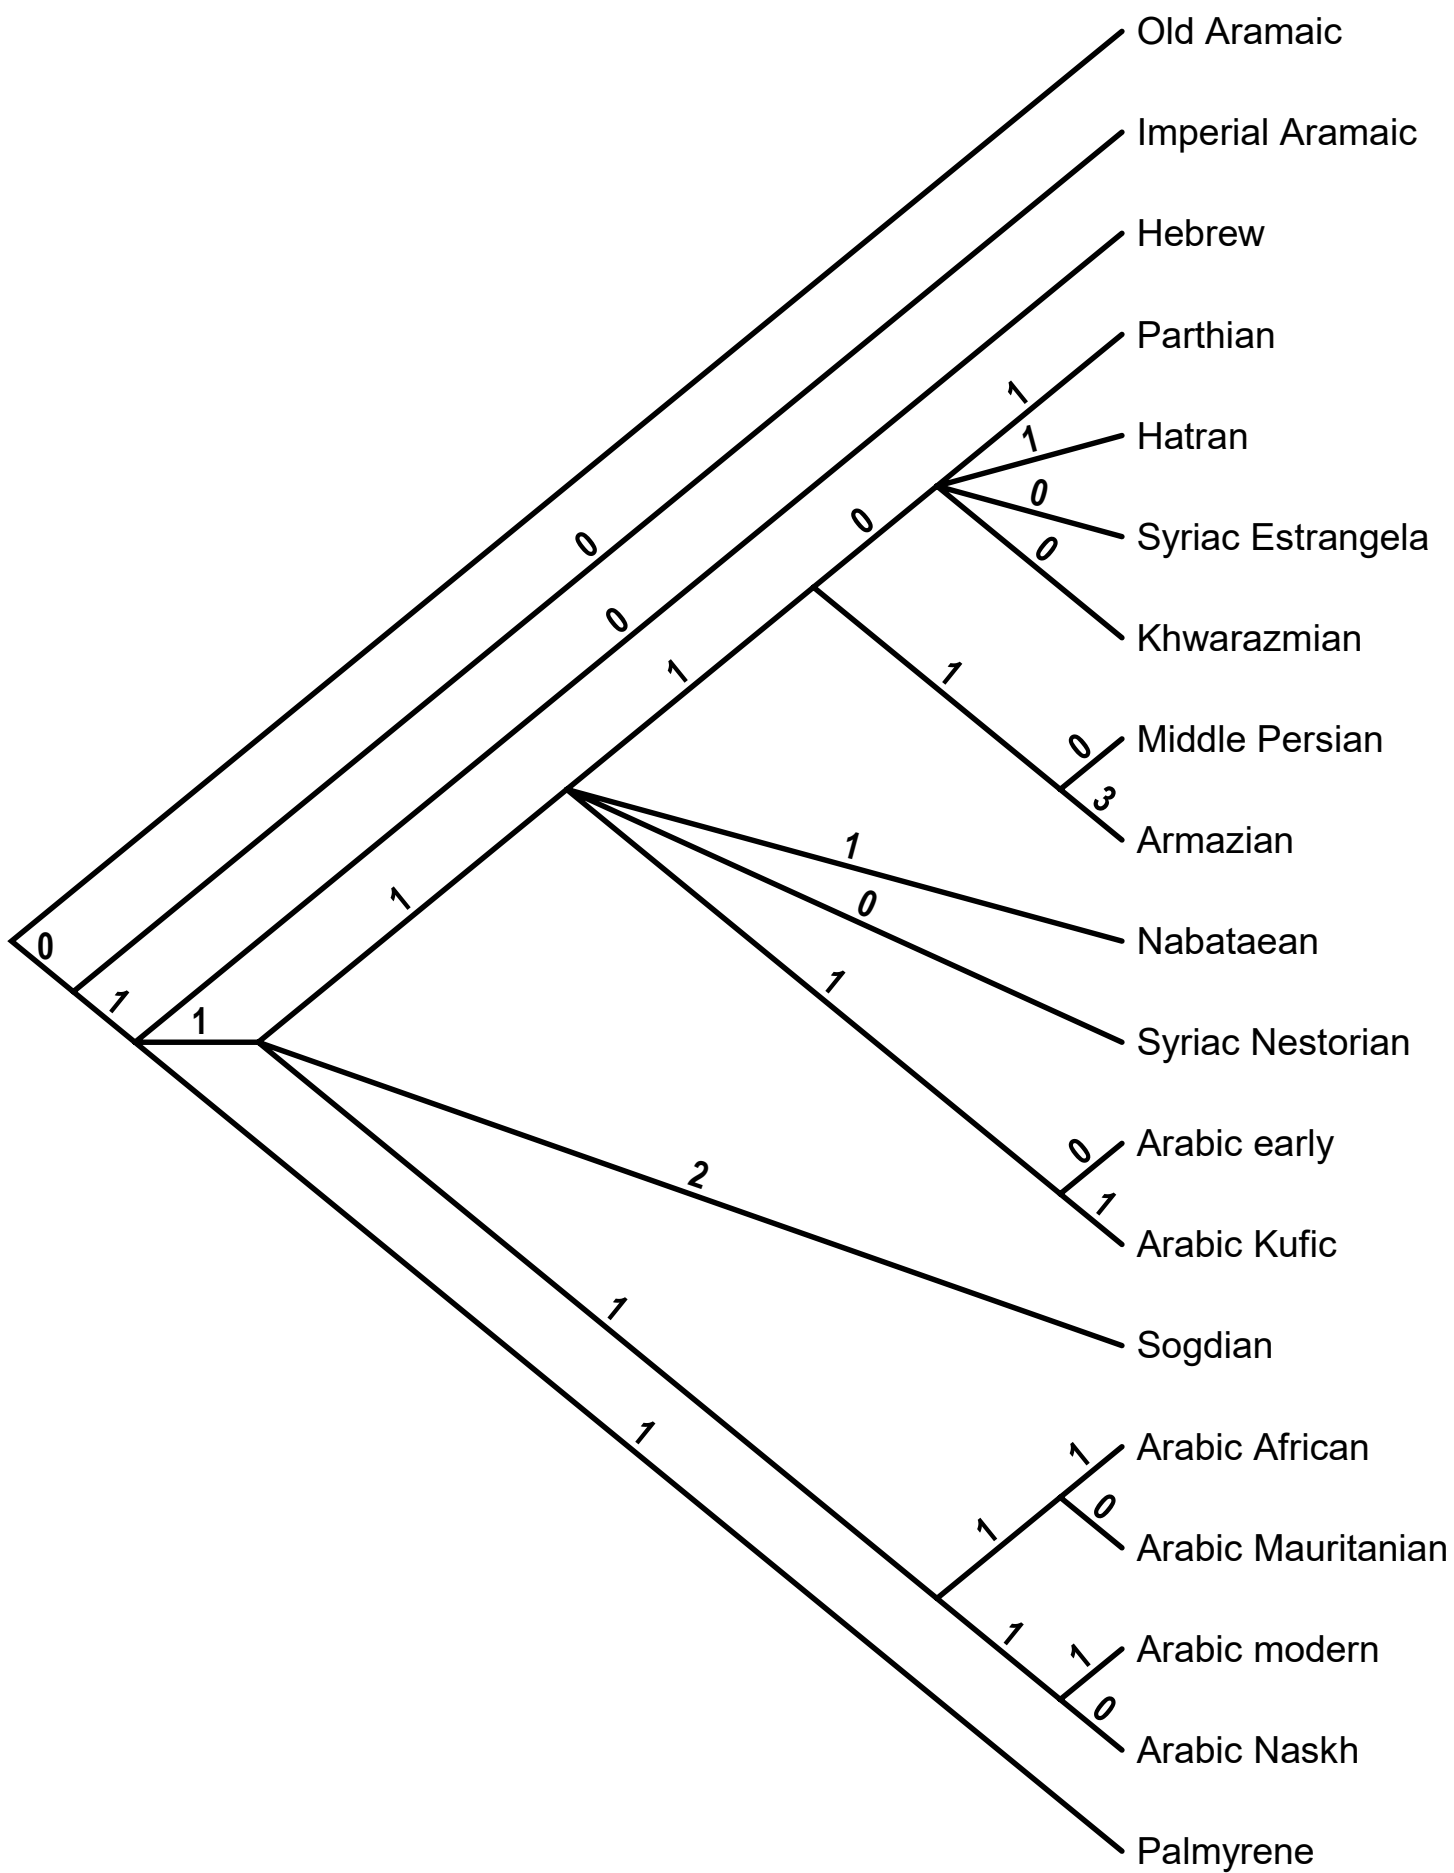 Old Aramaic
Imperial Aramaic
Hebrew
Parthian
1
Hatran
1
0
Syriac Estrangela
0
0
0
Khwarazmian
0
1
1
Middle Persian
0
3
Armazian
1
1
0
Nabataean
0
1
1
1
Syriac Nestorian
Arabic early
0
2
1
Arabic Kufic
1
Sogdian
1
Arabic African
1
0
1
Arabic Mauritanian
1
Arabic modern
1
0
Arabic Naskh
Palmyrene